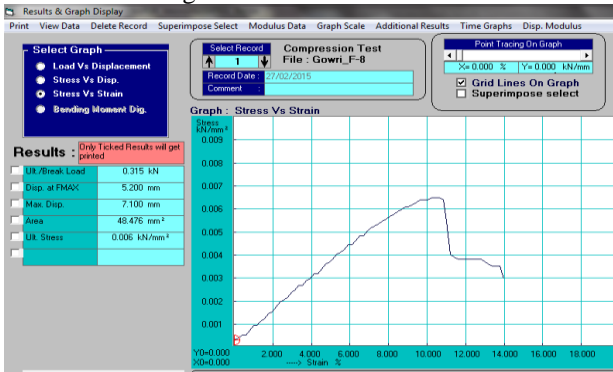 Results & Graph Display
Print View Data Delete Record Superimpose Select Modulus Data Graph Scale Additional Results Time Graphs Disp. Modulus
Select Graph
Load Vs Displacement
Stress Vs Disp.
Stress Vs Strain
Bending Moment Dig.
Select Record
1
Compression Test
File : Gowri_F-8
Record Date : 27/02/2015
Comment :
Point Tracing On Graph
X= 0.000 % Y= 0.000 kN/mm
Grid Lines On Graph
Superimpose select
Results : Only Ticked Results will get
printed
Ult./Break Load 0.315 kN
Disp. at FMAX 5.200 mm
Max. Disp. 7.100 mm
Area 48.476 mm²
Ult. Stress 0.006 kN/mm²
Graph : Stress Vs Strain
Stress
kN/mm²
0.009
0.008
0.007
0.006
0.005
0.004
0.003
0.002
0.001
Y0=0.000
X0=0.000
2.000 4.000 6.000 8.000 10.000 12.000 14.000 16.000 18.000
----> Strain %